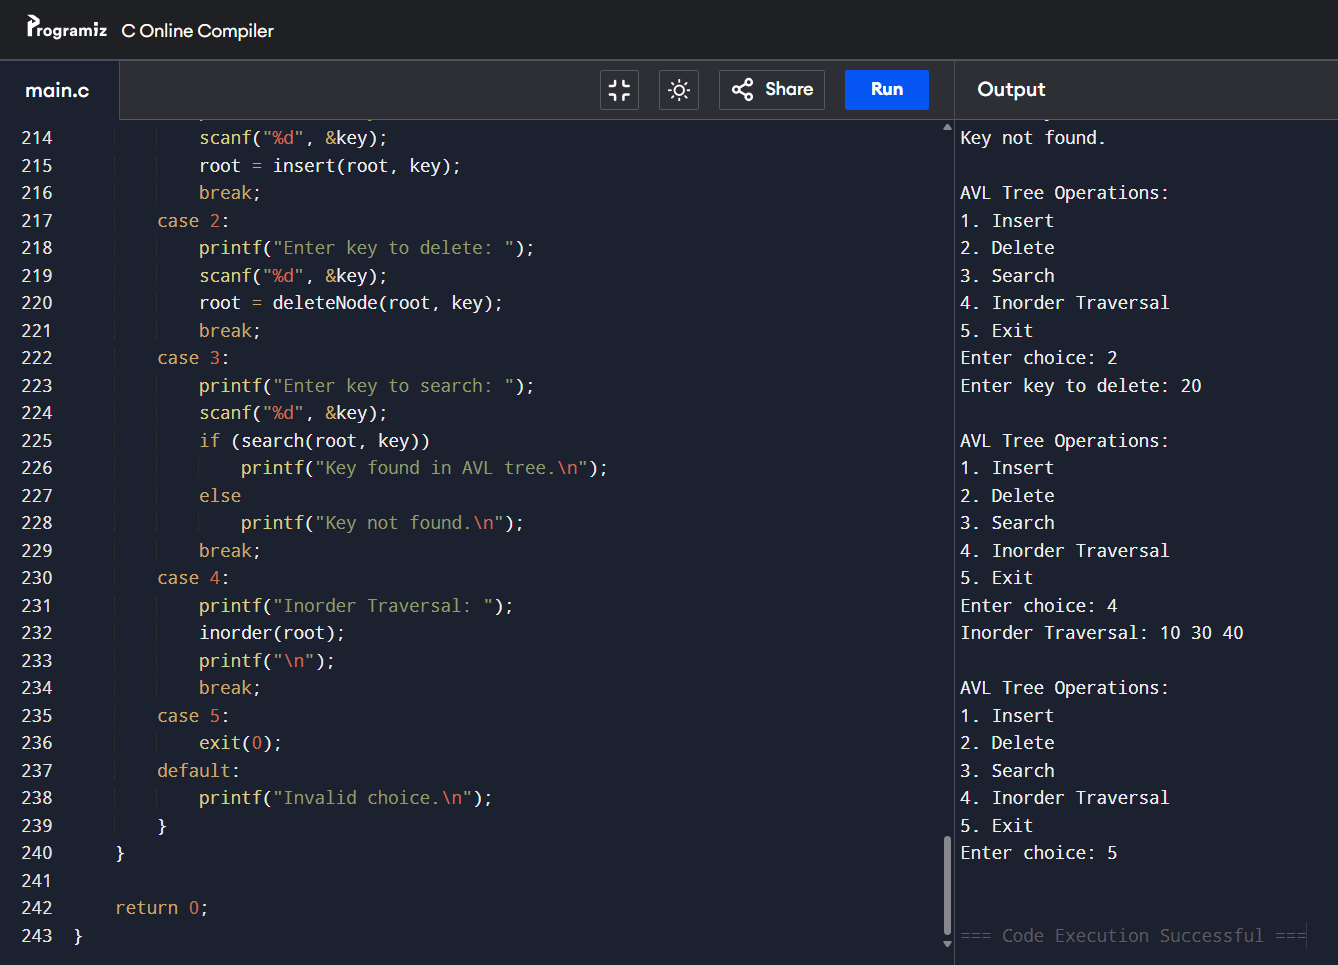 Programiz C Online Compiler
main.c
Share
Run
Output
214 scanf("%d", &key);
215 root = insert(root, key);
216 break;
217 case 2:
218 printf("Enter key to delete: ");
219 scanf("%d", &key);
220 root = deleteNode(root, key);
221 break;
222 case 3:
223 printf("Enter key to search: ");
224 scanf("%d", &key);
225 if (search(root, key))
226 printf("Key found in AVL tree.\n");
227 else
228 printf("Key not found.\n");
229 break;
230 case 4:
231 printf("Inorder Traversal: ");
232 inorder(root);
233 printf("\n");
234 break;
235 case 5:
236 exit(0);
237 default:
238 printf("Invalid choice.\n");
239 }
240 }
241
242 return 0;
243 }
Key not found.
AVL Tree Operations:
1. Insert
2. Delete
3. Search
4. Inorder Traversal
5. Exit
Enter choice: 2
Enter key to delete: 20
AVL Tree Operations:
1. Insert
2. Delete
3. Search
4. Inorder Traversal
5. Exit
Enter choice: 4
Inorder Traversal: 10 30 40
AVL Tree Operations:
1. Insert
2. Delete
3. Search
4. Inorder Traversal
5. Exit
Enter choice: 5
=== Code Execution Successful ===